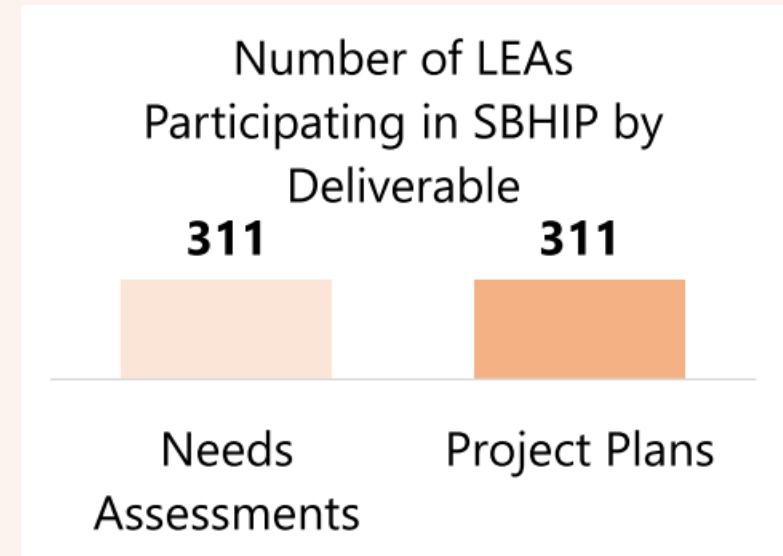 Number of LEAs
Participating in SBHIP by
Deliverable
311 311
Needs Project Plans
Assessments